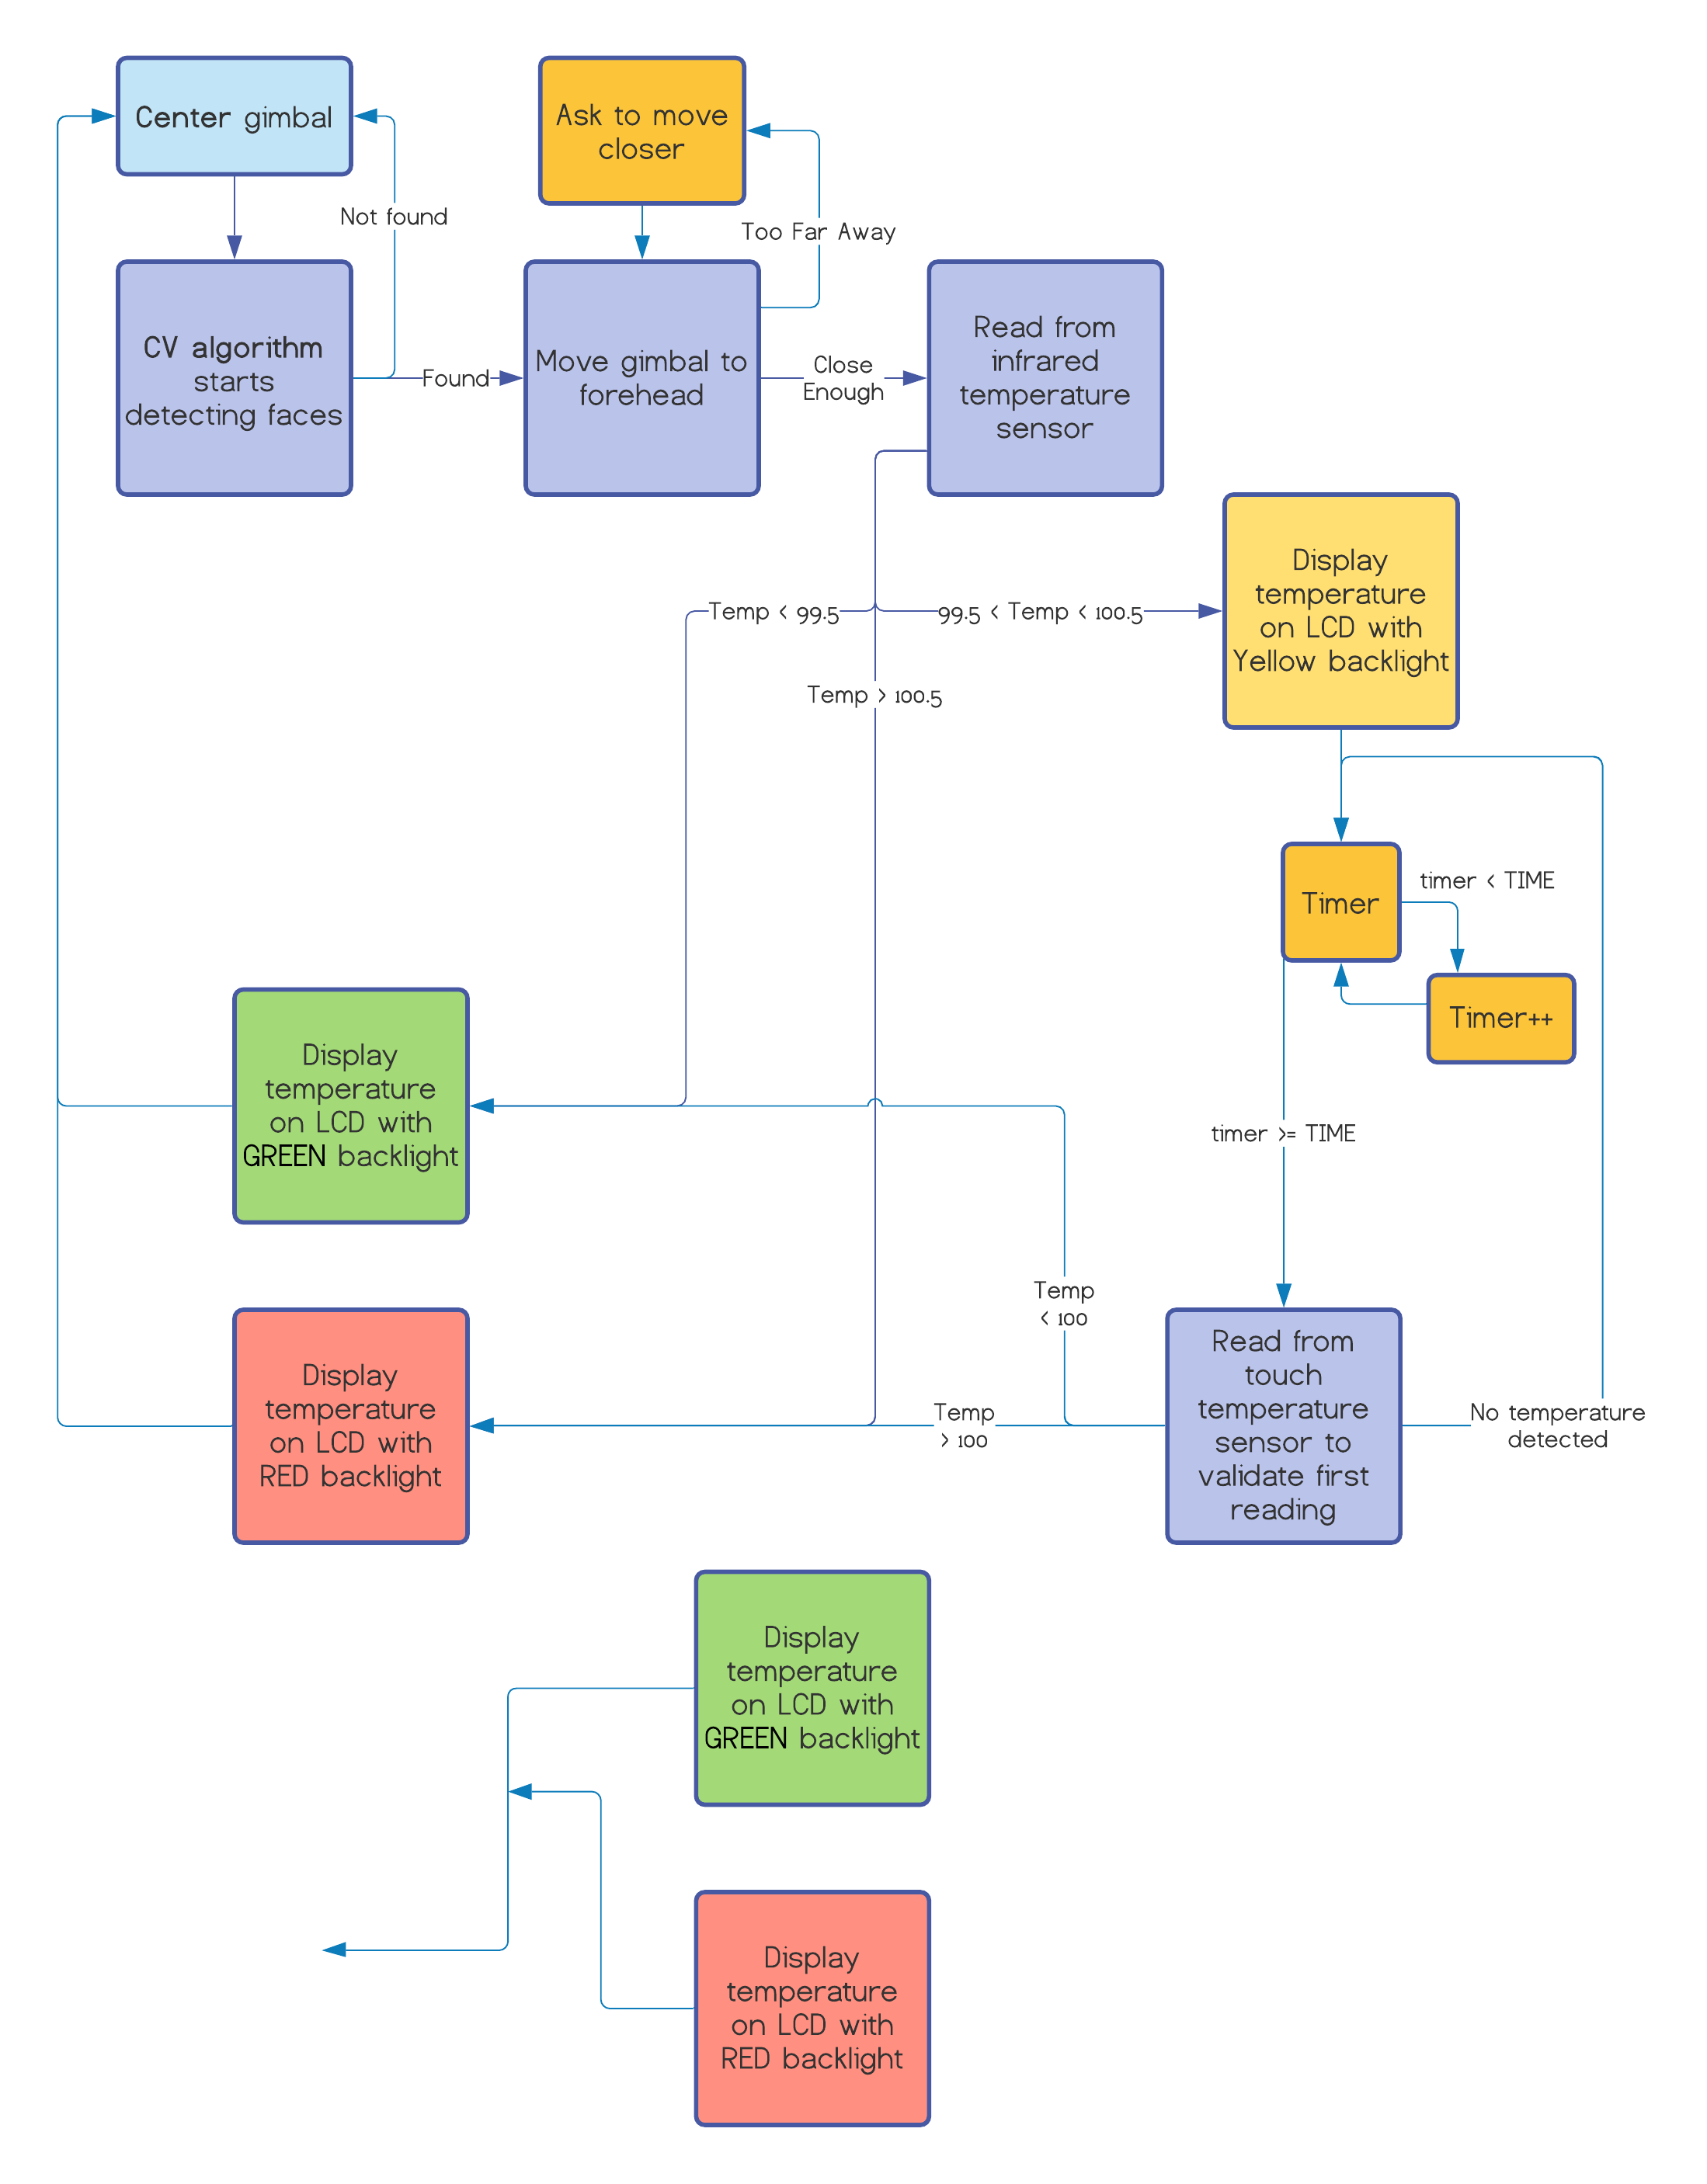 Center gimbal
Ask to move
closer
Not found
Too Far Away
CV algorithm
starts
detecting faces
Found
Move gimbal to
forehead
Close
Enough
Read from
infrared
temperature
sensor
Temp < 99.5
99.5 < Temp < 100.5
Temp > 100.5
Display
temperature
on LCD with
Yellow backlight
Timer
timer < TIME
Timer++
timer >= TIME
Display
temperature
on LCD with
GREEN backlight
Temp
< 100
Display
temperature
on LCD with
RED backlight
Temp
> 100
Read from
touch
temperature
sensor to
validate first
reading
No temperature
detected
Display
temperature
on LCD with
GREEN backlight
Display
temperature
on LCD with
RED backlight